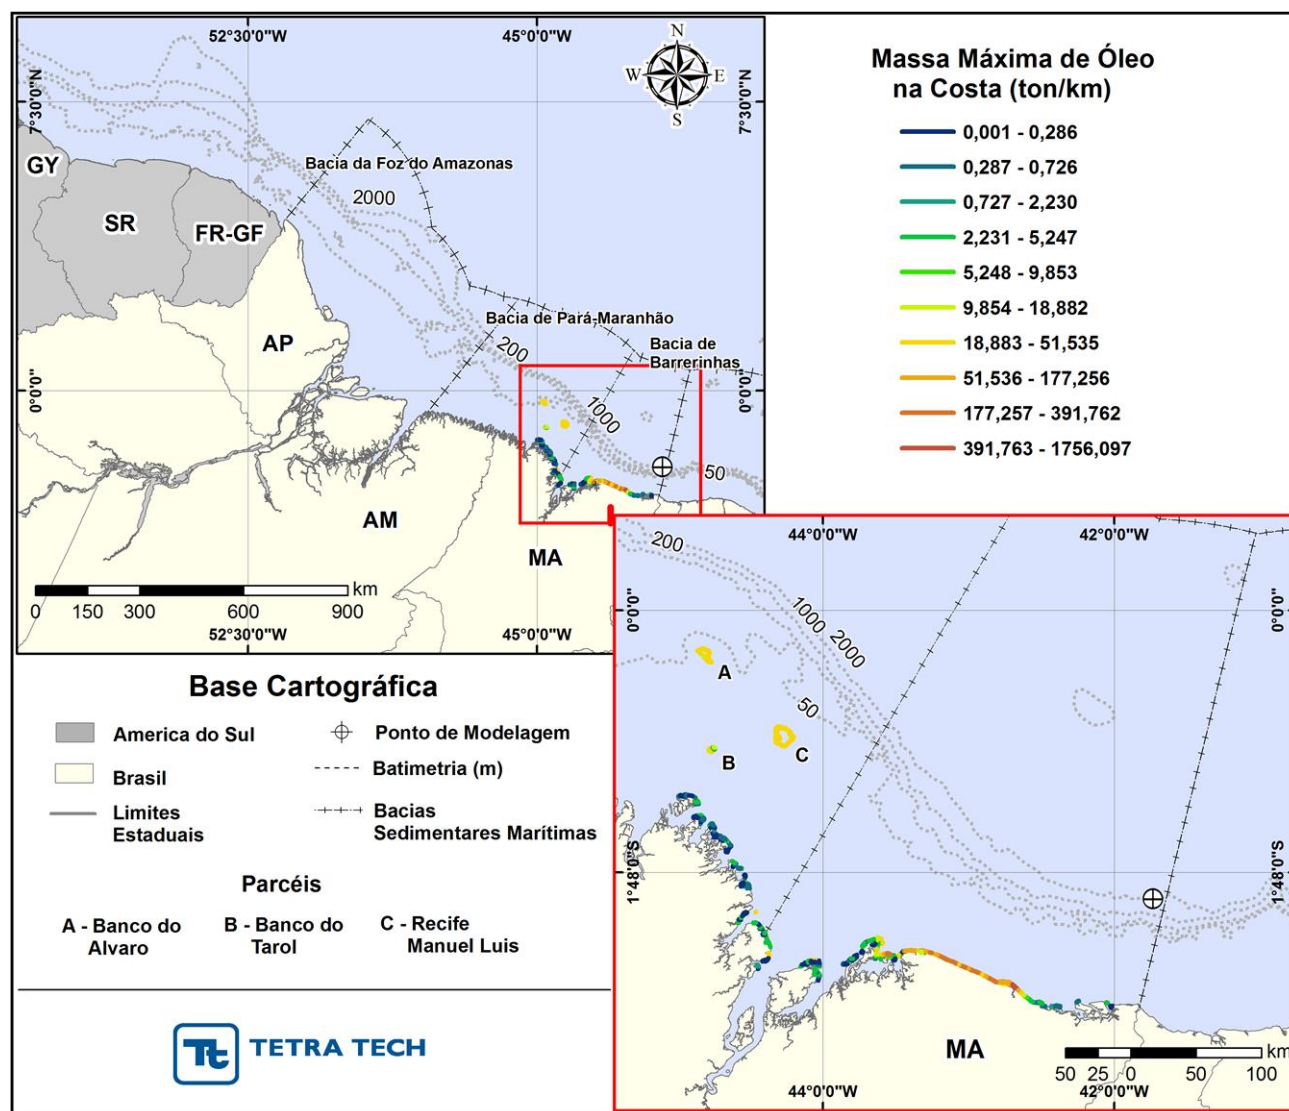 52°30'0"W
45°0'0"W
N
W
E
S
7°30'0"N
7°30'0"N
Bacia da Foz do Amazonas
GY
2000
SR
FR-GF
Bacia de Pará-Maranhão
AP
200
Bacia de
Barrerinhas
0°0'0"
0°0'0"
1000
50
AM
MA
km
0 150 300 600 900
52°30'0"W
45°0'0"W
Massa Máxima de Óleo
na Costa (ton/km)
0,001 - 0,286
0,287 - 0,726
0,727 - 2,230
2,231 - 5,247
5,248 - 9,853
9,854 - 18,882
18,883 - 51,535
51,536 - 177,256
177,257 - 391,762
391,763 - 1756,097
44°0'0"W
42°0'0"W
200
1000
2000
0°0'0"
0°0'0"
A
50
B
C
1°48'0"S
1°48'0"S
MA
km
50 25 0 50 100
44°0'0"W
42°0'0"W
Base Cartográfica
America do Sul
Ponto de Modelagem
Brasil
Batimetria (m)
Limites
Estaduais
Bacias
Sedimentares Marítimas
Parcéis
A - Banco do
Alvaro
B - Banco do
Tarol
C - Recife
Manuel Luis
Tt
TETRA TECH